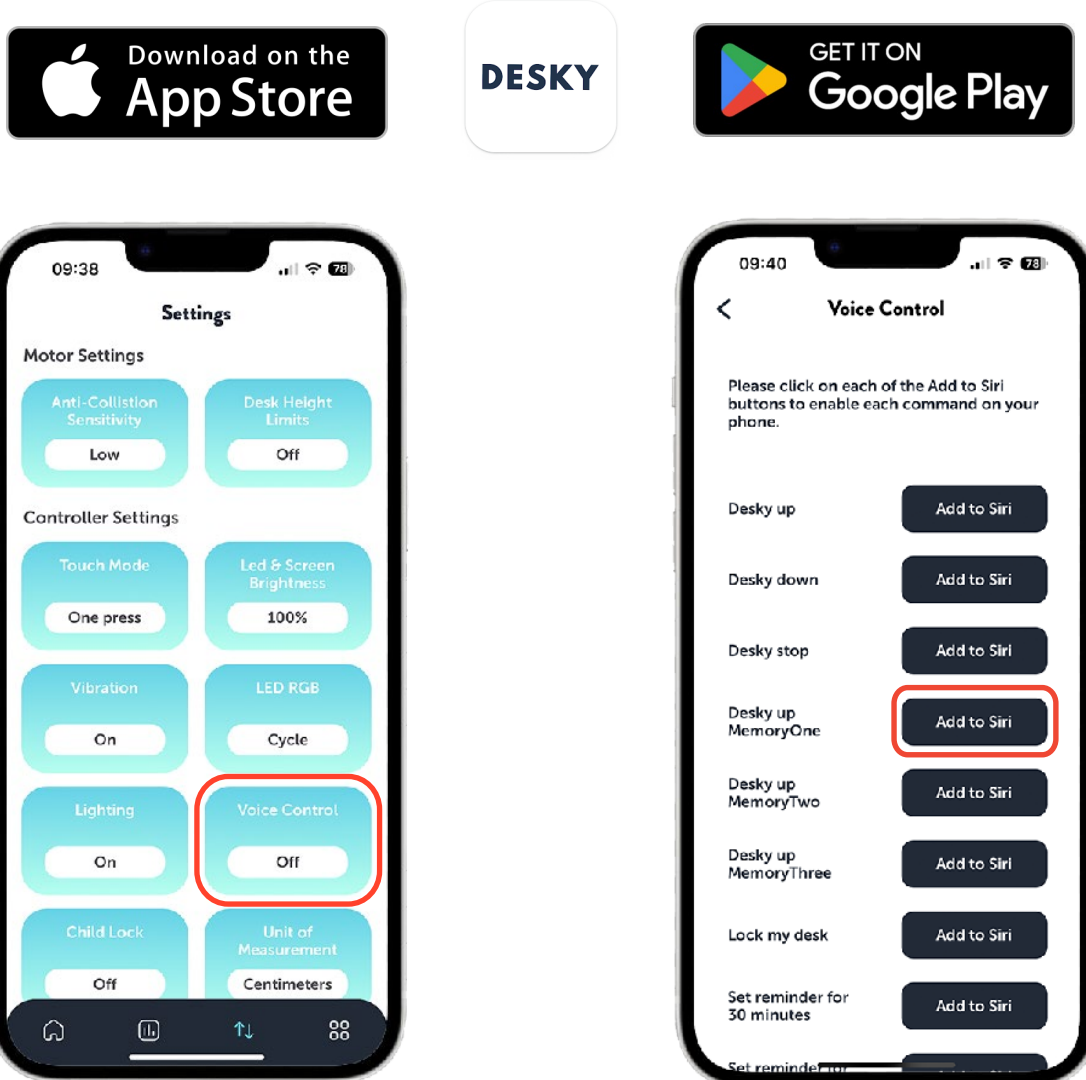 Download on the
App Store
DESKY
GET IT ON
Google Play
09:38
78
Settings
Motor Settings
Anti-Collistion
Sensitivity
Low
Desk Height
Limits
Off
Controller Settings
Touch Mode
One press
Led & Screen
Brightness
100%
Vibration
On
LED RGB
Cycle
Lighting
On
Voice Control
Off
Child Lock
Off
Unit of
Measurement
Centimeters
09:40
78
Voice Control
Please click on each of the Add to Siri
buttons to enable each command on your
phone.
Desky up
Add to Siri
Desky down
Add to Siri
Desky stop
Add to Siri
Desky up
MemoryOne
Add to Siri
Desky up
MemoryTwo
Add to Siri
Desky up
MemoryThree
Add to Siri
Lock my desk
Add to Siri
Set reminder for
30 minutes
Add to Siri
Set reminder for